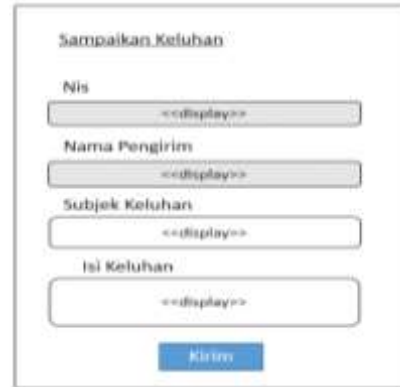 Sampaikan Keluhan
Nis
<<display>>
Nama Pengirim
<<display>>
Subjek Keluhan
<<display>>
Isi Keluhan
<<display>>
Kirim